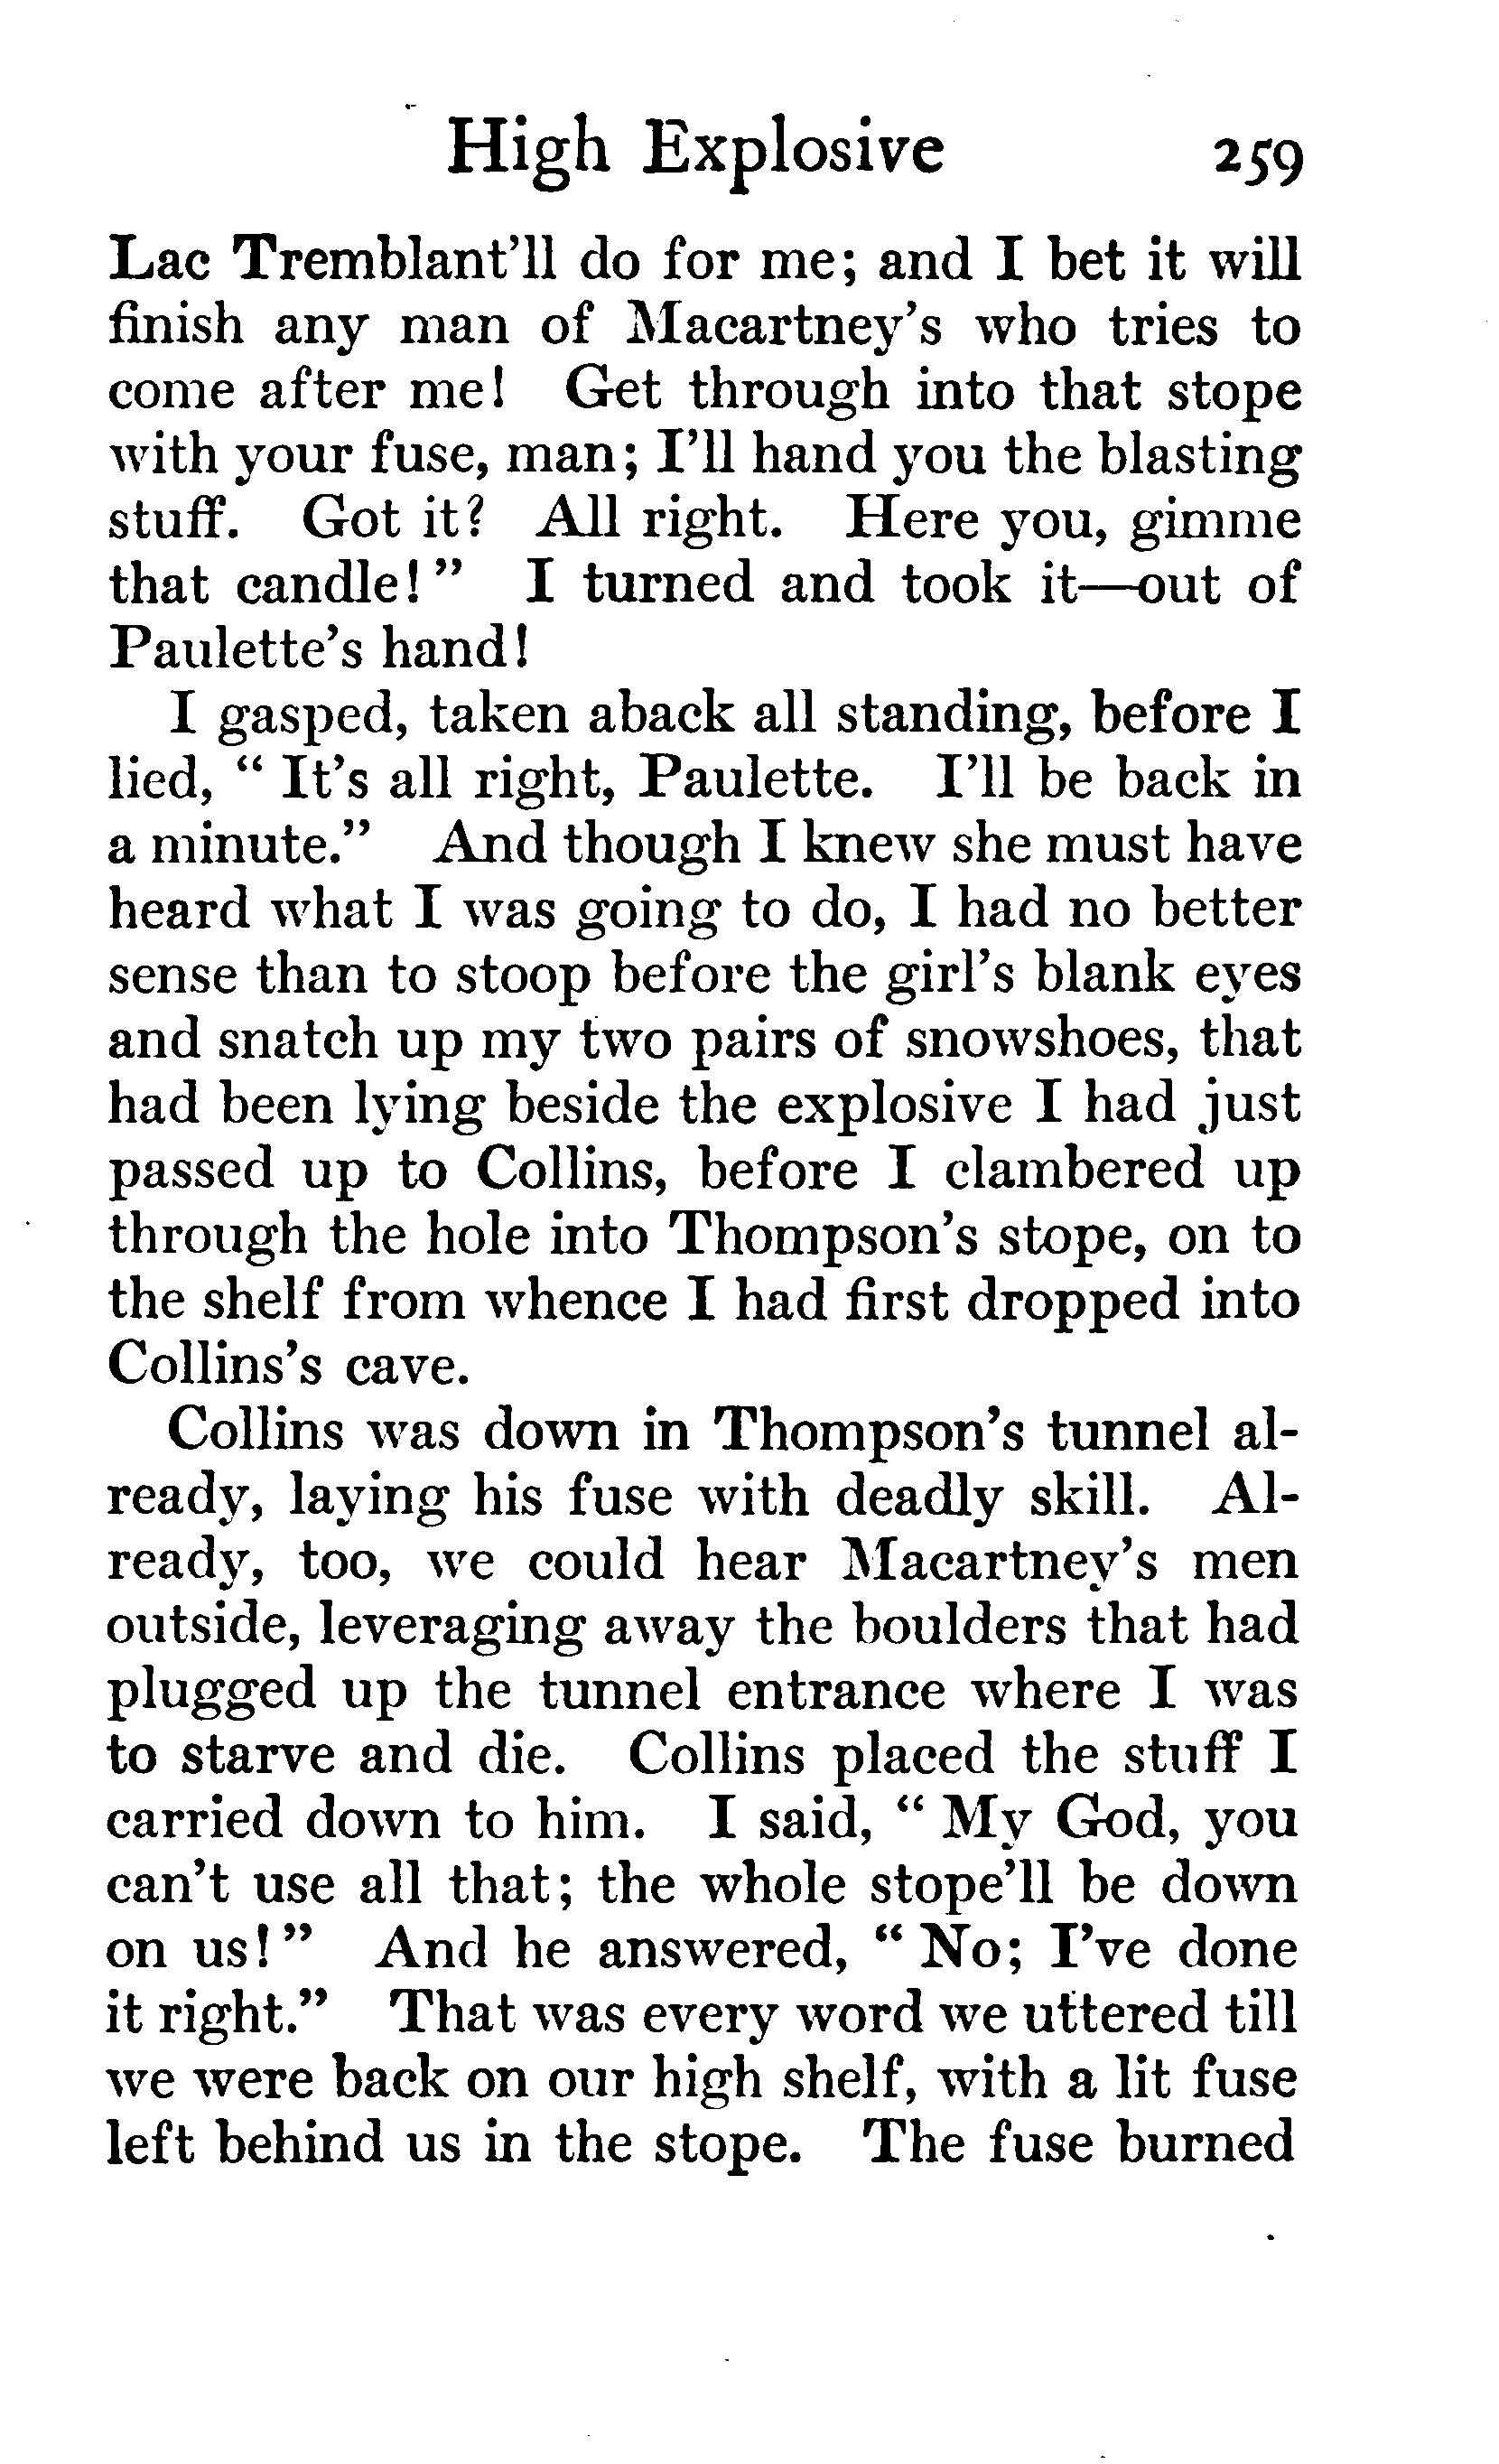 High Explosive 259
Lac Tremblant'll do for me; and I bet it will
finish any man of Macartney's who tries to
come after me! Get through into that stope
with your fuse, man; I'll hand you the blasting
stuff. Got it? All right. Here you, gimme
that candle!" I turned and took it—out of
Paulette's hand!
I gasped, taken aback all standing, before I
lied, "It's all right, Paulette. I'll be back in
a minute." And though I knew she must have
heard what I was going to do, I had no better
sense than to stoop before the girl's blank eyes
and snatch up my two pairs of snowshoes, that
had been lying beside the explosive I had just
passed up to Collins, before I clambered up
through the hole into Thompson's stope, on to
the shelf from whence I had first dropped into
Collins's cave.
Collins was down in Thompson's tunnel al-
ready, laying his fuse with deadly skill. Al-
ready, too, we could hear Macartney's men
outside, leveraging away the boulders that had
plugged up the tunnel entrance where I was
to starve and die. Collins placed the stuff I
carried down to him. I said, "My God, you
can't use all that; the whole stope'll be down
on us!" And he answered, "No; I've done
it right." That was every word we uttered till
we were back on our high shelf, with a lit fuse
left behind us in the stope. The fuse burned